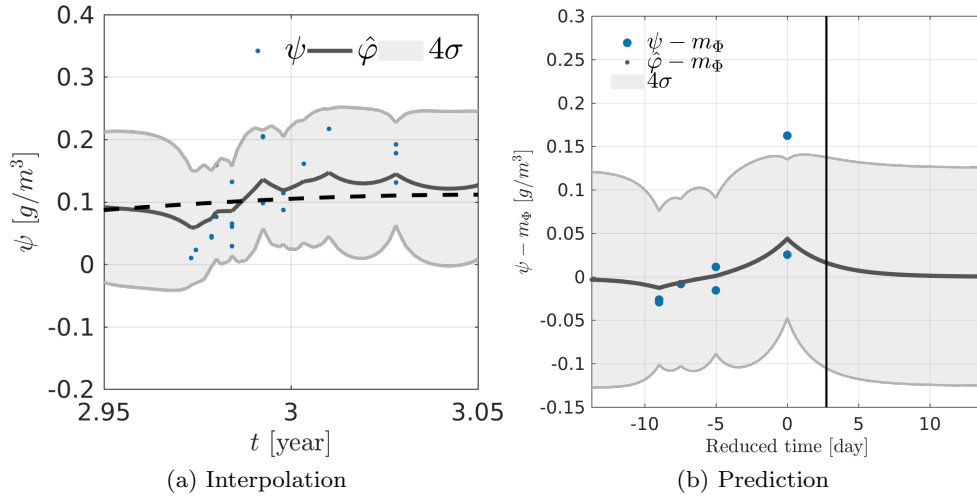 0.4
0.3
0.2
0.1
0
-0.1
-0.2
ψ [g/m³]
ψ φ̂ 4σ
2.95 3 3.05
t [year]
(a) Interpolation
0.3
0.25
0.2
0.15
0.1
0.05
0
-0.05
-0.1
-0.15
ψ − m_Φ [g/m³]
ψ − m_Φ
φ̂ − m_Φ
4σ
-10 -5 0 5 10
Reduced time [day]
(b) Prediction